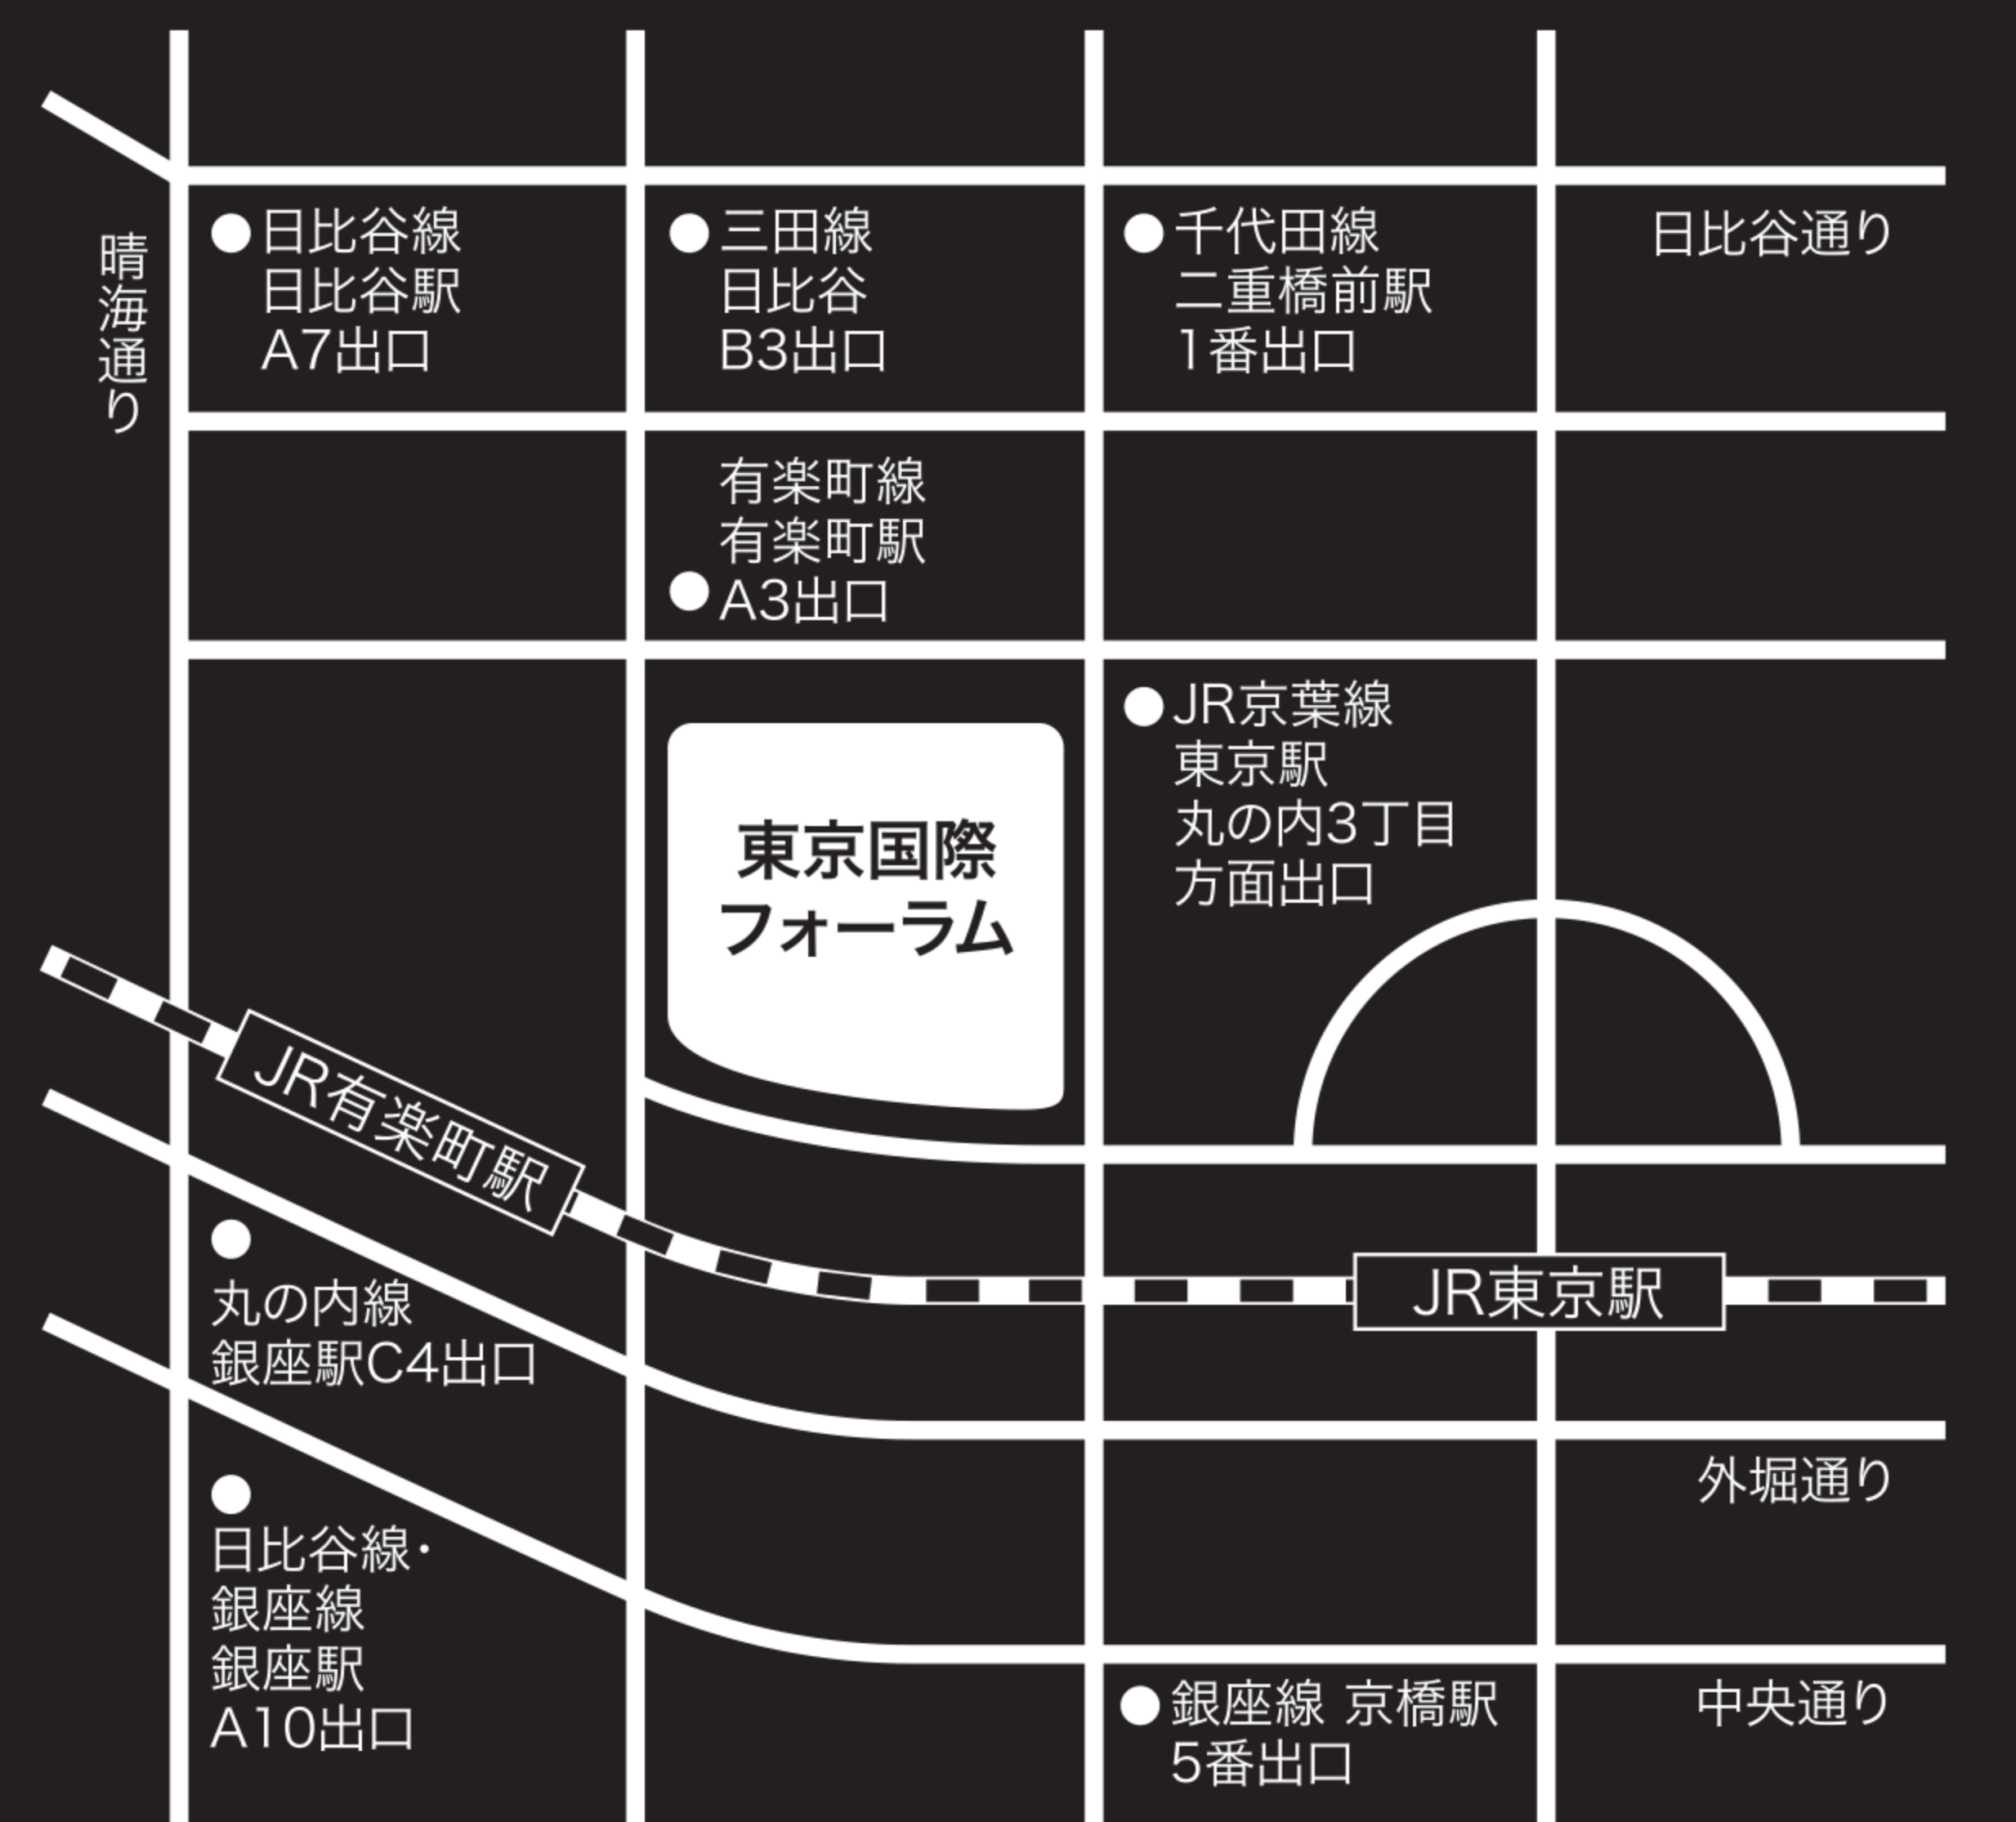 晴海通り
日比谷線
日比谷駅
A7出口
三田線
日比谷
B3出口
千代田線
二重橋前駅
1番出口
日比谷通り
有楽町線
有楽町駅
A3出口
東京国際
フォーラム
JR京葉線
東京駅
丸の内3丁目
方面出口
JR有楽町駅
JR東京駅
丸の内線
銀座駅C4出口
外堀通り
日比谷線・
銀座線
銀座駅
A10出口
銀座線 京橋駅
5番出口
中央通り